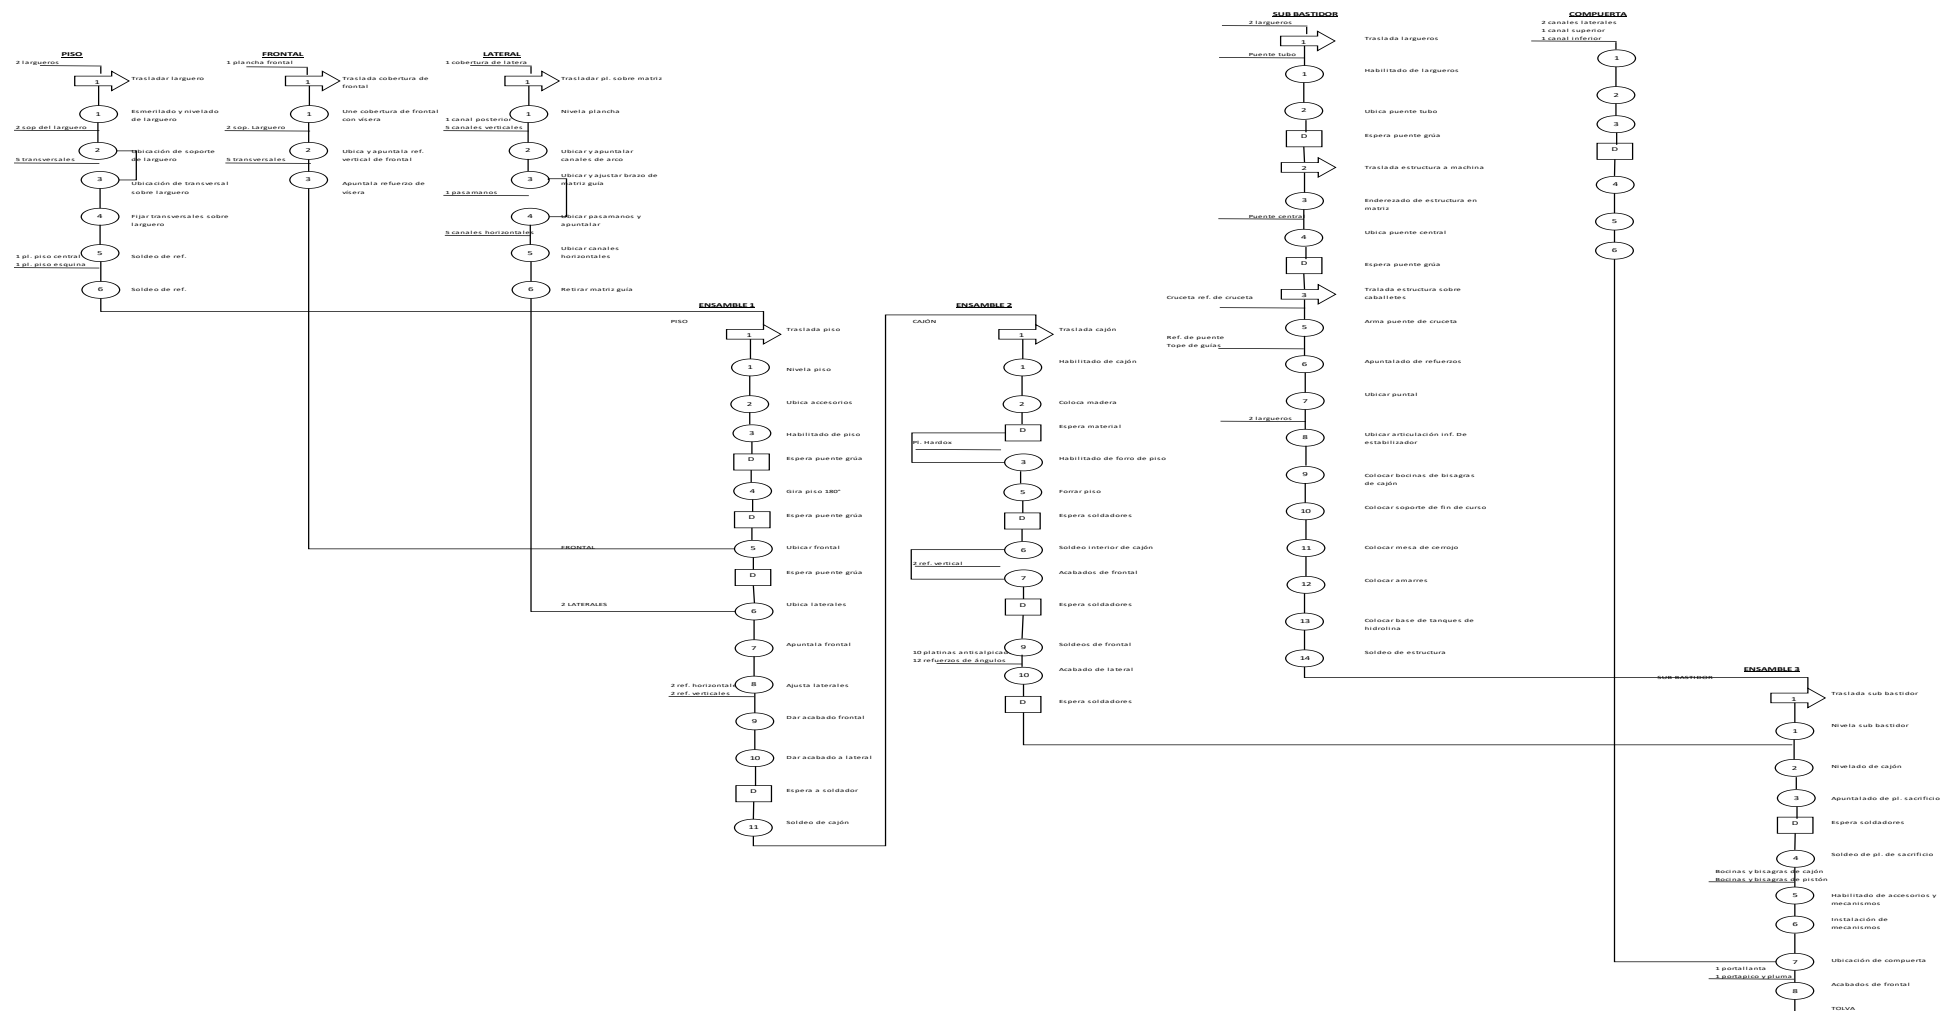 PISO
2 largueros
1
Trasladar larguero
1
Esmerilado y nivelado
de larguero
2 sop del larguero
2
Ubicación de soporte
de larguero
5 transversales
3
Ubicación de transversal
sobre larguero
4
Fijar transversales sobre
larguero
5
Soldeo de ref.
1 pl. piso central
1 pl. piso esquina
6
Soldeo de ref.
FRONTAL
1 plancha frontal
1
Traslada cobertura de
frontal
1
Une cobertura de frontal
con visera
2 sop. Larguero
2
Ubica y apuntala ref.
vertical de frontal
5 transversales
3
Apuntala refuerzo de
visera
LATERAL
1 cobertura de latera
1
Trasladar pl. sobre matriz
1
Nivela plancha
1 canal posterior
5 canales verticales
2
Ubicar y apuntalar
canales de arco
3
Ubicar y ajustar brazo de
matriz guía
1 pasamanos
4
Ubicar pasamanos y
apuntalar
5 canales horizontales
5
Ubicar canales
horizontales
6
Retirar matriz guía
ENSAMBLE 1
PISO
1
Traslada piso
1
Nivela piso
2
Ubica accesorios
3
Habilitado de piso
D
Espera puente grúa
4
Gira piso 180°
D
Espera puente grúa
FRONTAL
5
Ubicar frontal
D
Espera puente grúa
2 LATERALES
6
Ubica laterales
7
Apuntala frontal
8
Ajusta laterales
2 ref. horizontale
2 ref. verticales
9
Dar acabado frontal
10
Dar acabado a lateral
D
Espera a soldador
11
Soldeo de cajón
ENSAMBLE 2
CAJÓN
1
Traslada cajón
1
Habilitado de cajón
2
Coloca madera
D
Espera material
Pl. Hardox
3
Habilitado de forro de piso
5
Forrar piso
D
Espera soldadores
6
Soldeo interior de cajón
2 ref. vertical
7
Acabados de frontal
D
Espera soldadores
9
Soldeos de frontal
10 platinas antisalpicad
12 refuerzos de ángulos
10
Acabado de lateral
D
Espera soldadores
SUB BASTIDOR
2 largueros
1
Traslada largueros
Puente tubo
1
Habilitado de largueros
2
Ubica puente tubo
D
Espera puente grúa
2
Traslada estructura a machina
3
Enderezado de estructura en
matriz
Puente central
4
Ubica puente central
D
Espera puente grúa
3
Tralada estructura sobre
caballetes
Cruceta ref. de cruceta
5
Arma puente de cruceta
Ref. de puente
Tope de guías
6
Apuntalado de refuerzos
7
Ubicar puntal
2 largueros
8
Ubicar articulación inf. De
estabilizador
9
Colocar bocinas de bisagras
de cajón
10
Colocar soporte de fin de curso
11
Colocar mesa de cerrojo
12
Colocar amarres
13
Colocar base de tanques de
hidrolina
14
Soldeo de estructura
COMPUERTA
2 canales laterales
1 canal superior
1 canal inferior
1
2
3
D
4
5
6
ENSAMBLE 3
SUB BASTIDOR
1
Traslada sub bastidor
1
Nivela sub bastidor
2
Nivelado de cajón
3
Apuntalado de pl. sacrificio
D
Espera soldadores
4
Soldeo de pl. de sacrificio
Bocinas y bisagras de cajón
Bocinas y bisagras de pistón
5
Habilitado de accesorios y
mecanismos
6
Instalación de
mecanismos
7
Ubicación de compuerta
1 portallanta
1 portapico y pluma
8
Acabados de frontal
TOLVA